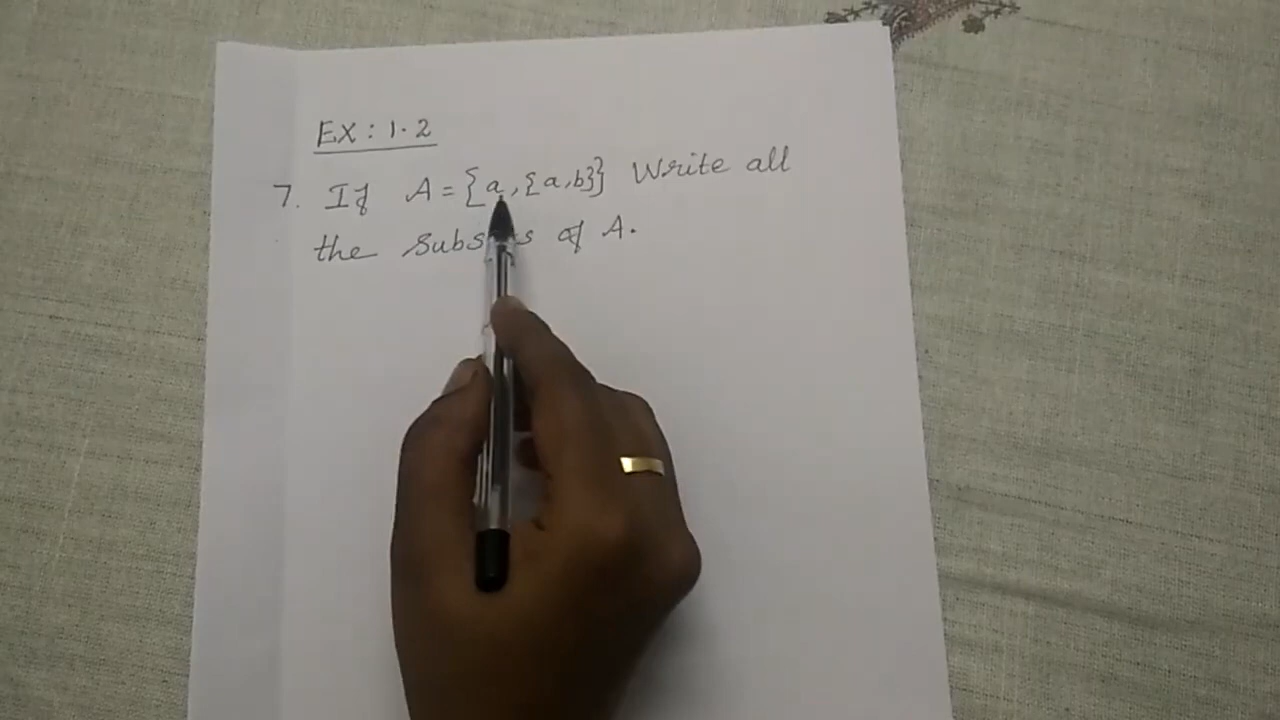 EX : 1.2
7. If A = {a, {a, b}} Write all
the of A.